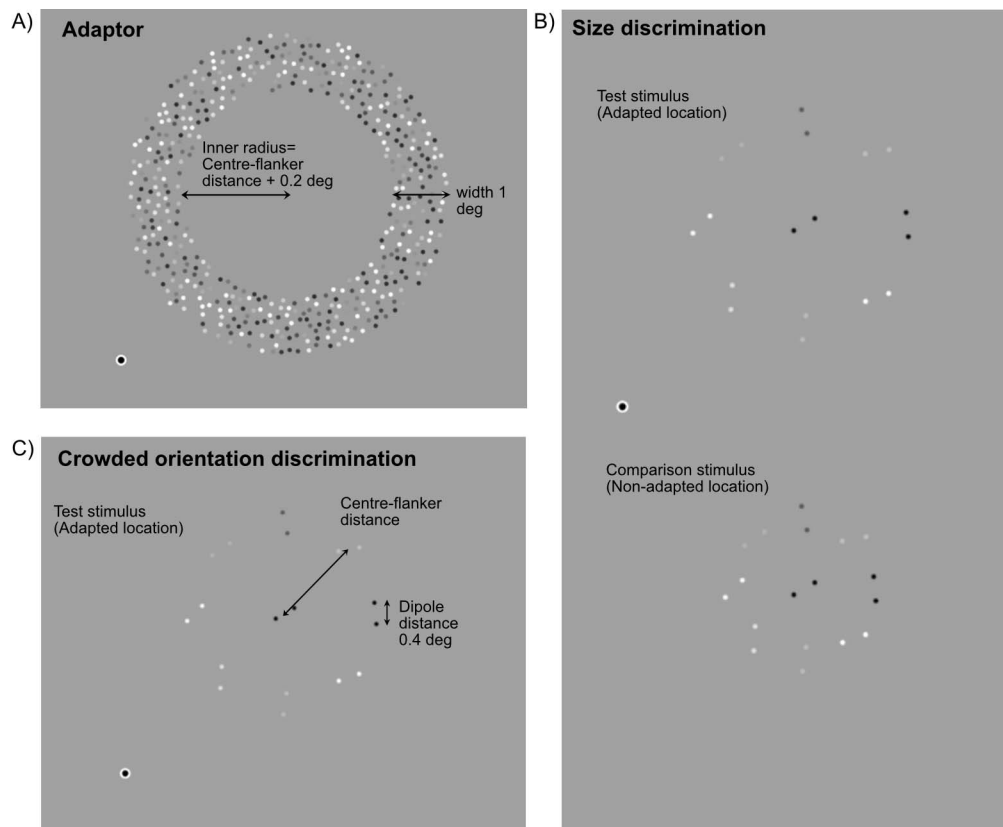 A)
Adaptor
Inner radius=
Centre-flanker
distance + 0.2 deg
width 1
deg
B)
Size discrimination
Test stimulus
(Adapted location)
Comparison stimulus
(Non-adapted location)
C)
Crowded orientation discrimination
Test stimulus
(Adapted location)
Centre-flanker
distance
Dipole
distance
0.4 deg